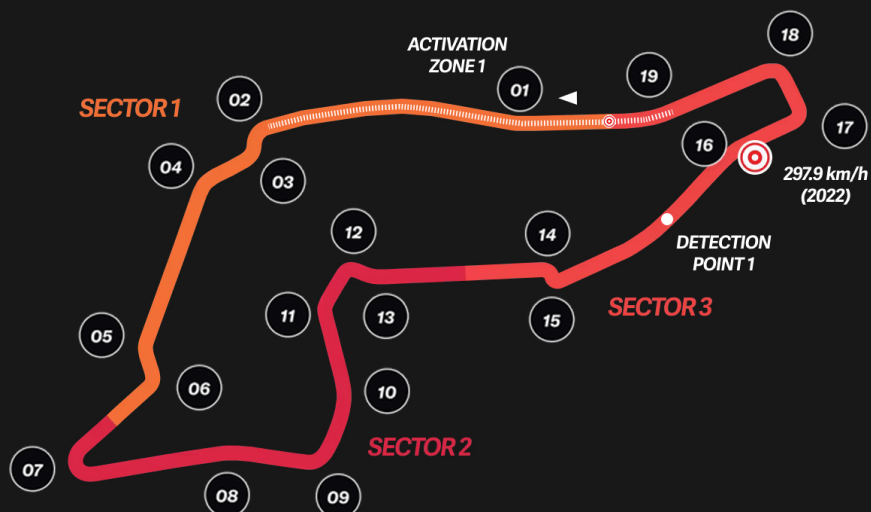 18
ACTIVATION
ZONE 1
01
19
02
SECTOR 1
17
16
04
03
297.9 km/h
(2022)
12
14
DETECTION
POINT 1
11
13
15
SECTOR 3
05
06
10
SECTOR 2
07
08
09